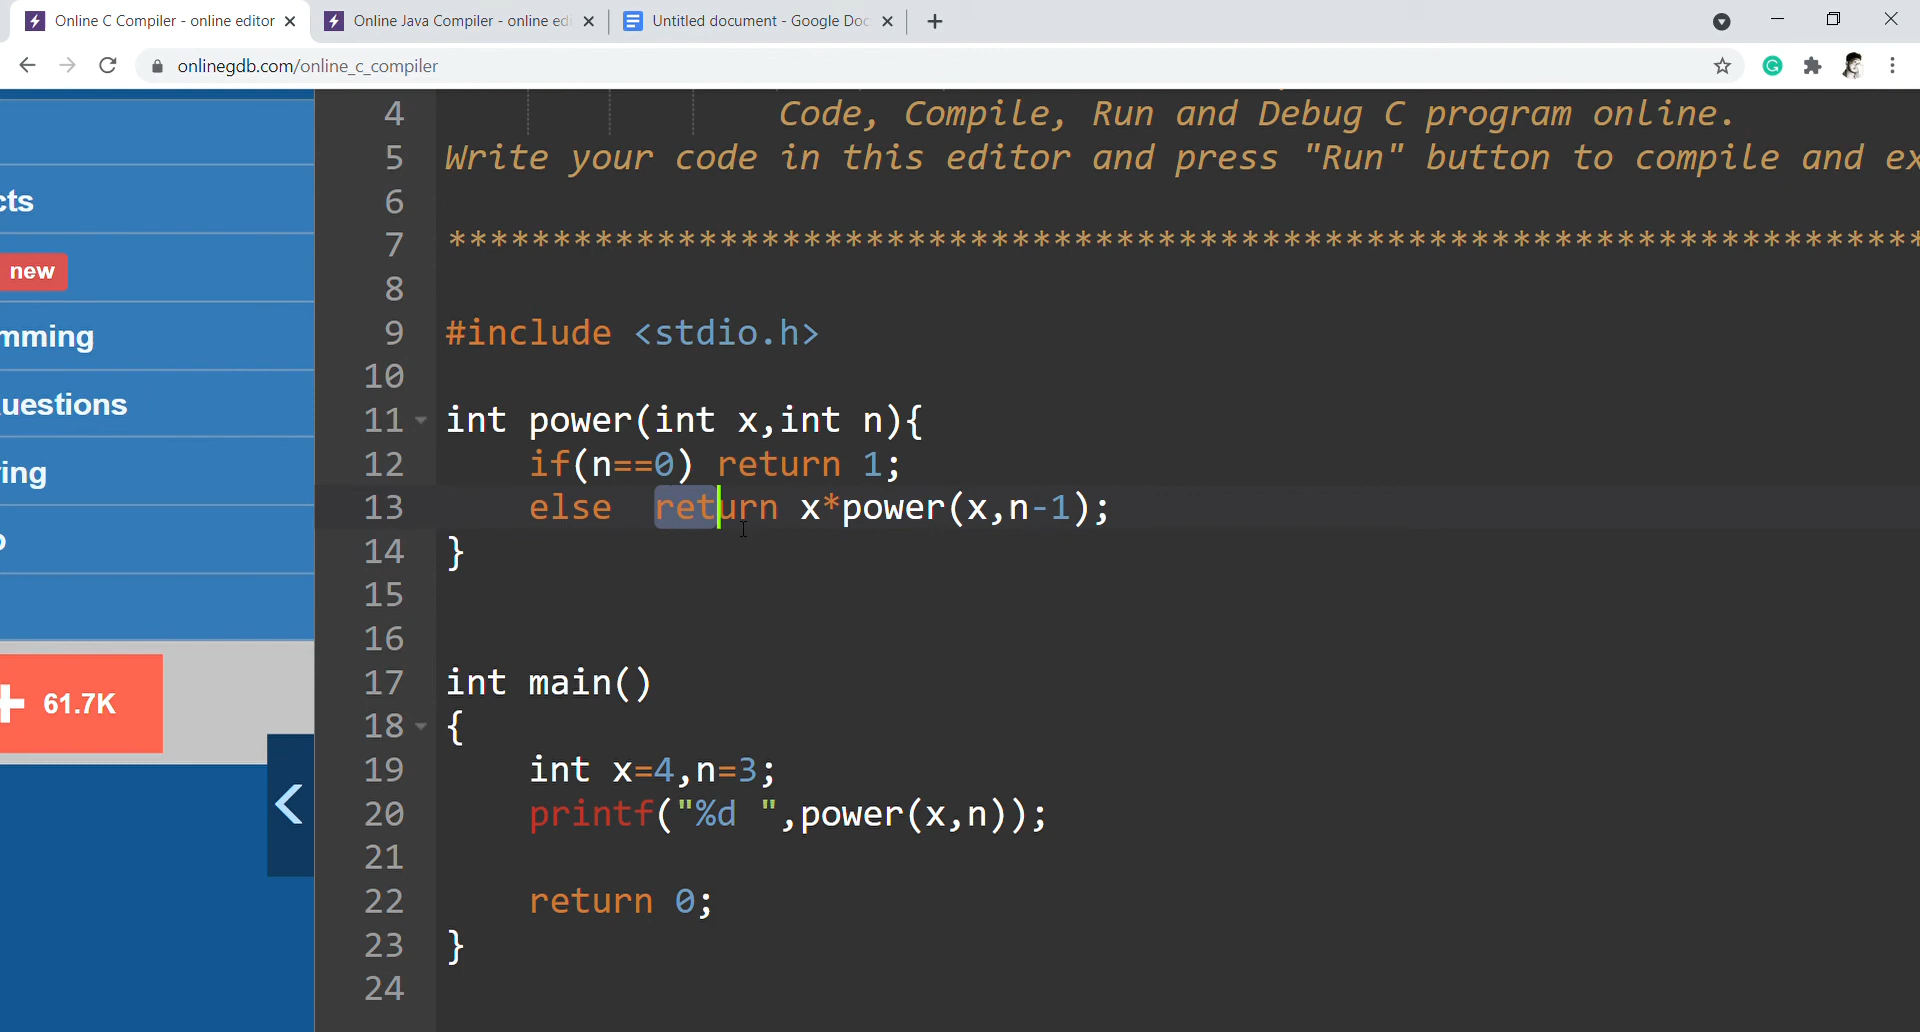 Online C Compiler - online editor
Online Java Compiler - online edi
Untitled document - Google Doc
onlinegdb.com/online_c_compiler
4 Code, Compile, Run and Debug C program online.
5 Write your code in this editor and press "Run" button to compile and ex
6
7 ***********************************************************************
8
9 #include <stdio.h>
10
11 int power(int x,int n){
12 if(n==0) return 1;
13 else  return x*power(x,n-1);
14 }
15
16
17 int main()
18 {
19 int x=4,n=3;
20 printf("%d ",power(x,n));
21
22 return 0;
23 }
24
cts
new
mming
uestions
ing
61.7K